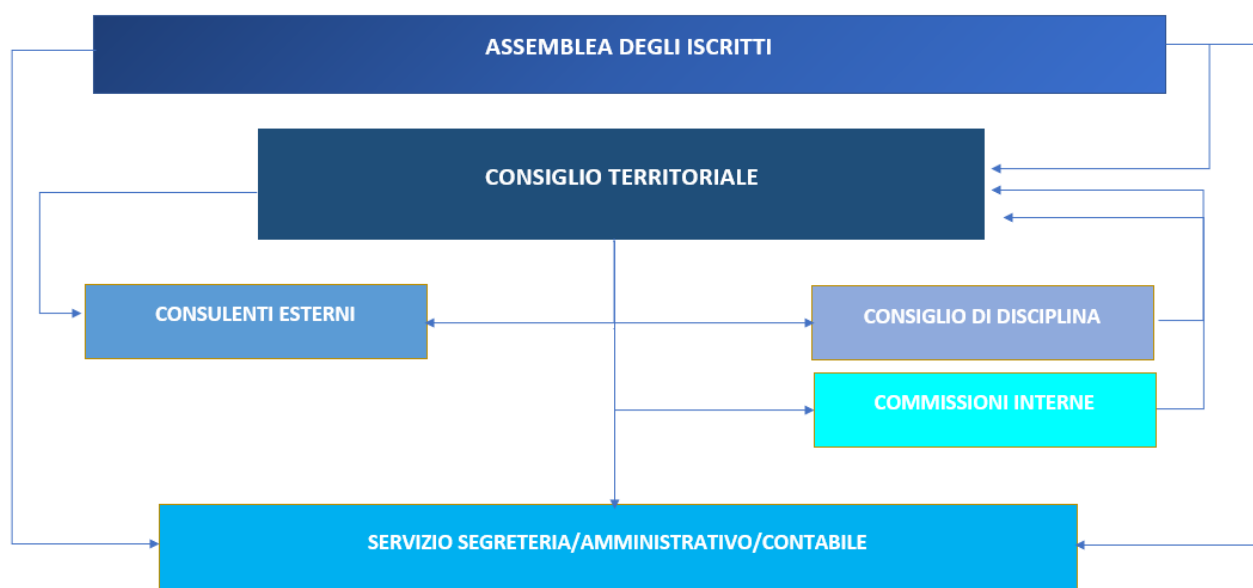 ASSEMBLEA DEGLI ISCRITTI
CONSIGLIO TERRITORIALE
CONSULENTI ESTERNI
CONSIGLIO DI DISCIPLINA
COMMISSIONI INTERNE
SERVIZIO SEGRETERIA/AMMINISTRATIVO/CONTABILE